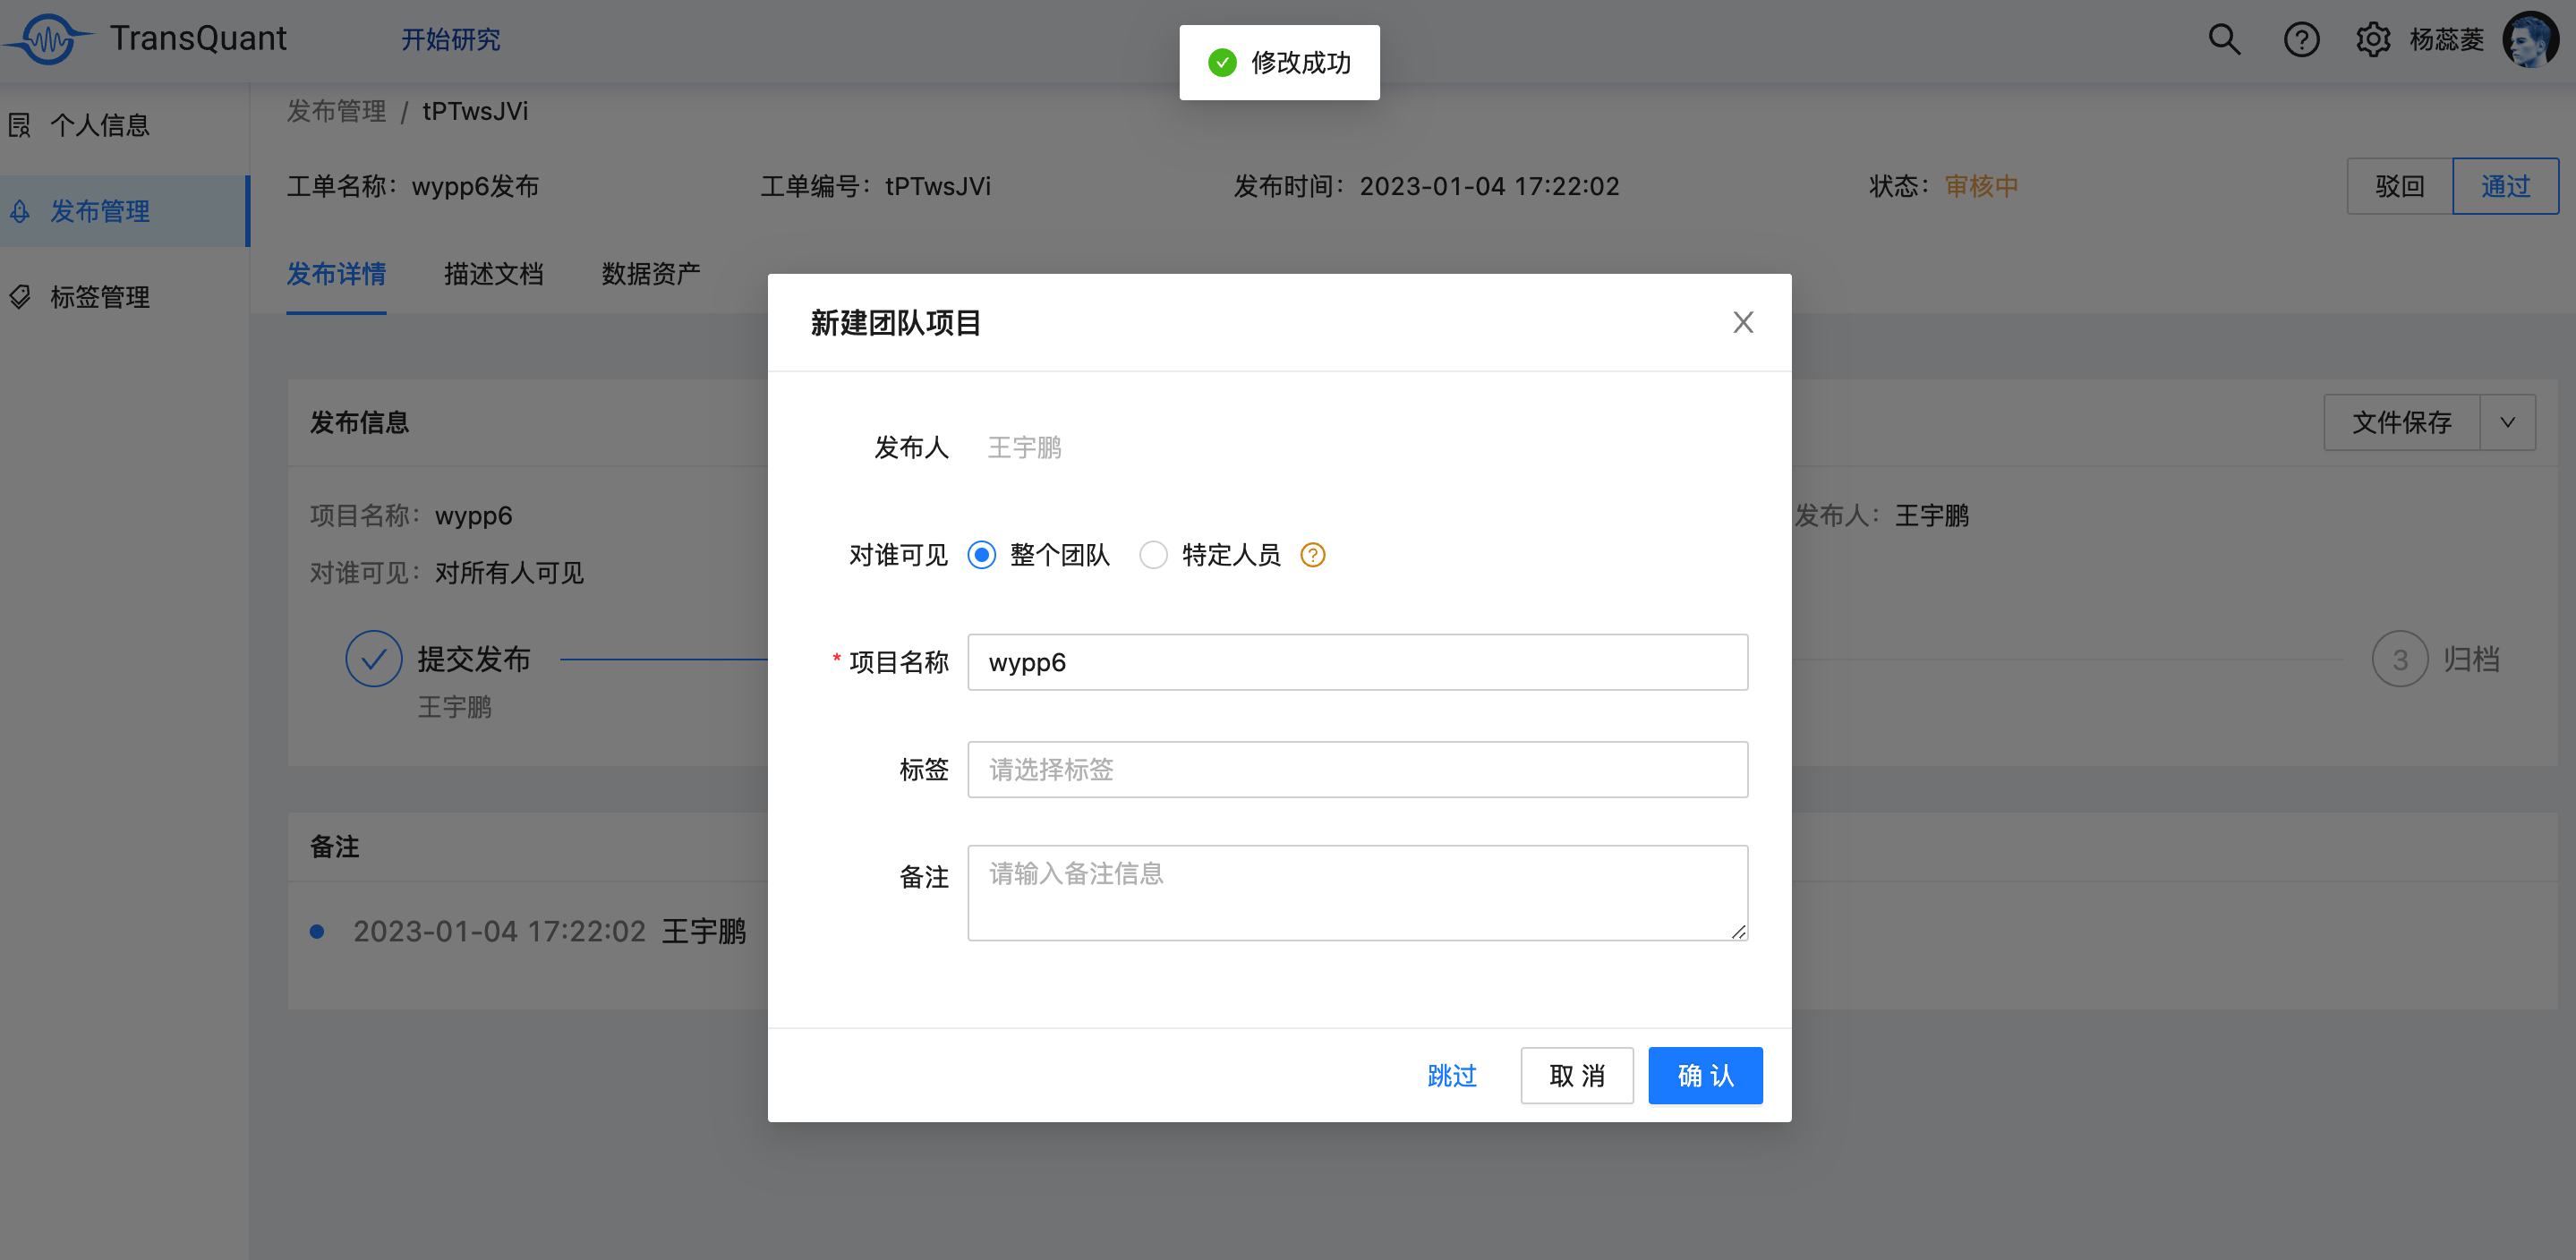 TransQuant
开始研究
修改成功
杨蕊菱
个人信息
发布管理
标签管理
发布管理 / tPTwsJVi
工单名称：wypp6发布
工单编号：tPTwsJVi
发布时间：2023-01-04 17:22:02
状态：审核中
驳回
通过
发布详情
描述文档
数据资产
发布信息
文件保存
项目名称：wypp6
发布人：王宇鹏
对谁可见：对所有人可见
提交发布
王宇鹏
3 归档
备注
2023-01-04 17:22:02 王宇鹏
新建团队项目
发布人 王宇鹏
对谁可见 整个团队 特定人员
* 项目名称 wypp6
标签 请选择标签
备注 请输入备注信息
跳过
取 消
确 认